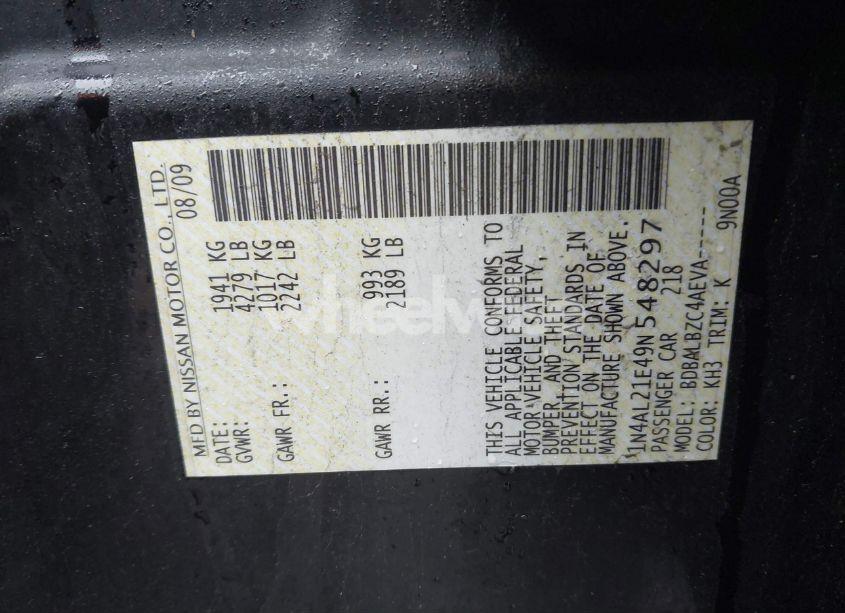 MFD BY NISSAN MOTOR CO., LTD.
DATE: 08/09
GVWR: 1941 KG
4279 LB
GAWR FR.: 1017 KG
2242 LB
GAWR RR.: 993 KG
2189 LB
THIS VEHICLE CONFORMS TO
ALL APPLICABLE FEDERAL
MOTOR VEHICLE SAFETY,
BUMPER, AND THEFT
PREVENTION STANDARDS IN
EFFECT ON THE DATE OF
MANUFACTURE SHOWN ABOVE.
1N4AL21E49N548297
PASSENGER CAR 218
MODEL: BDBALBZC4AEVA-----
COLOR: KH3 TRIM: K 9N00A